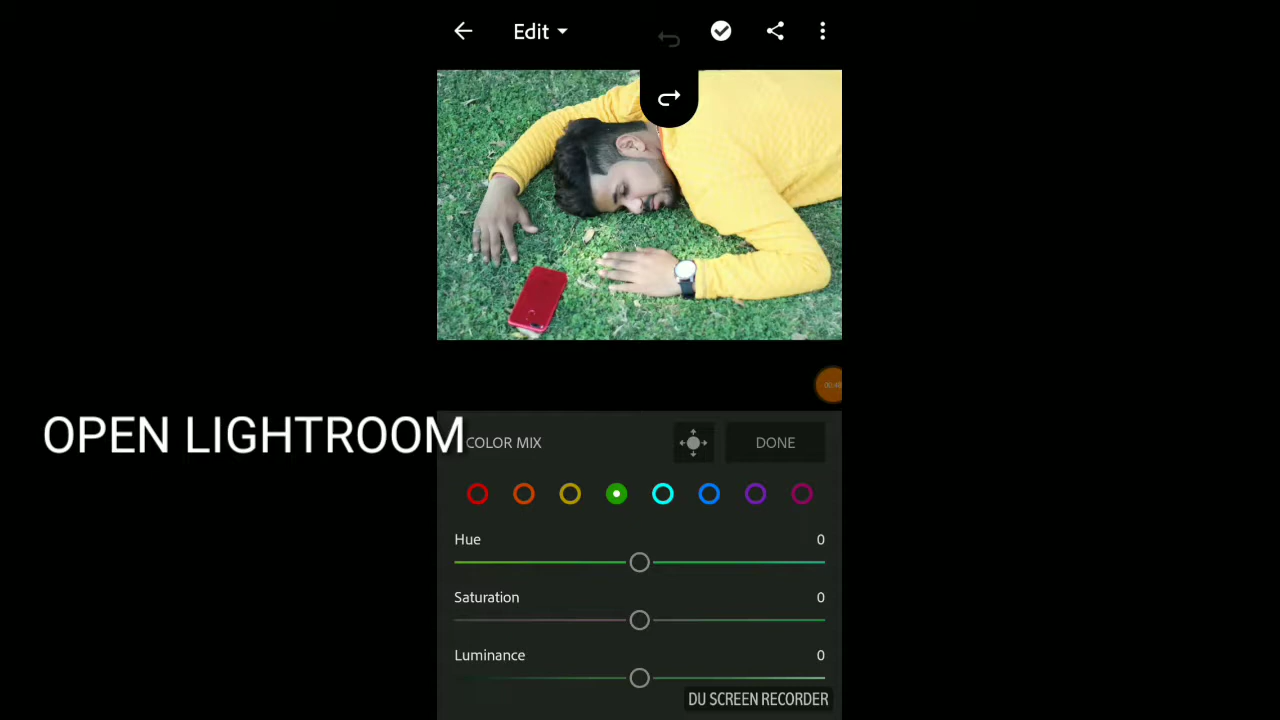 Edit
OPEN LIGHTROOM
COLOR MIX
DONE
Hue 0
Saturation 0
Luminance 0
DU SCREEN RECORDER